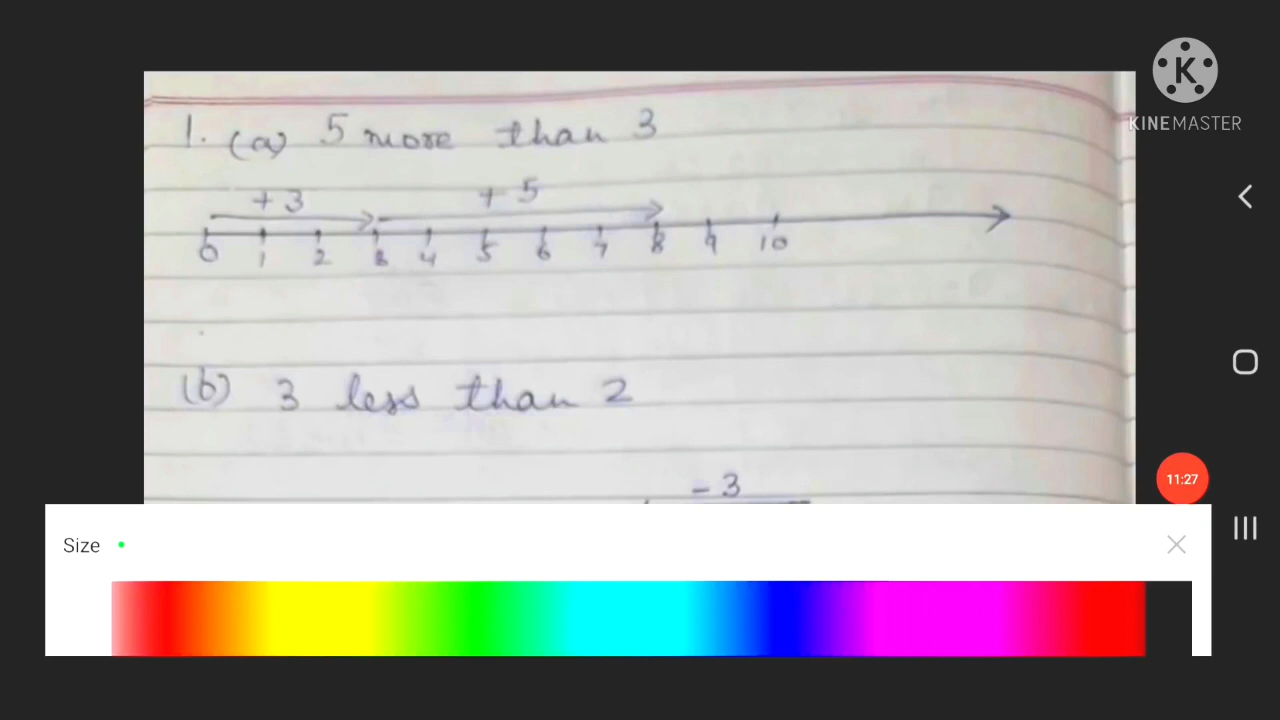 1. (a) 5 more than 3
+3 +5
0 1 2 3 4 5 6 7 8 9 10
(b) 3 less than 2
-3
Size
KINEMASTER
11:27